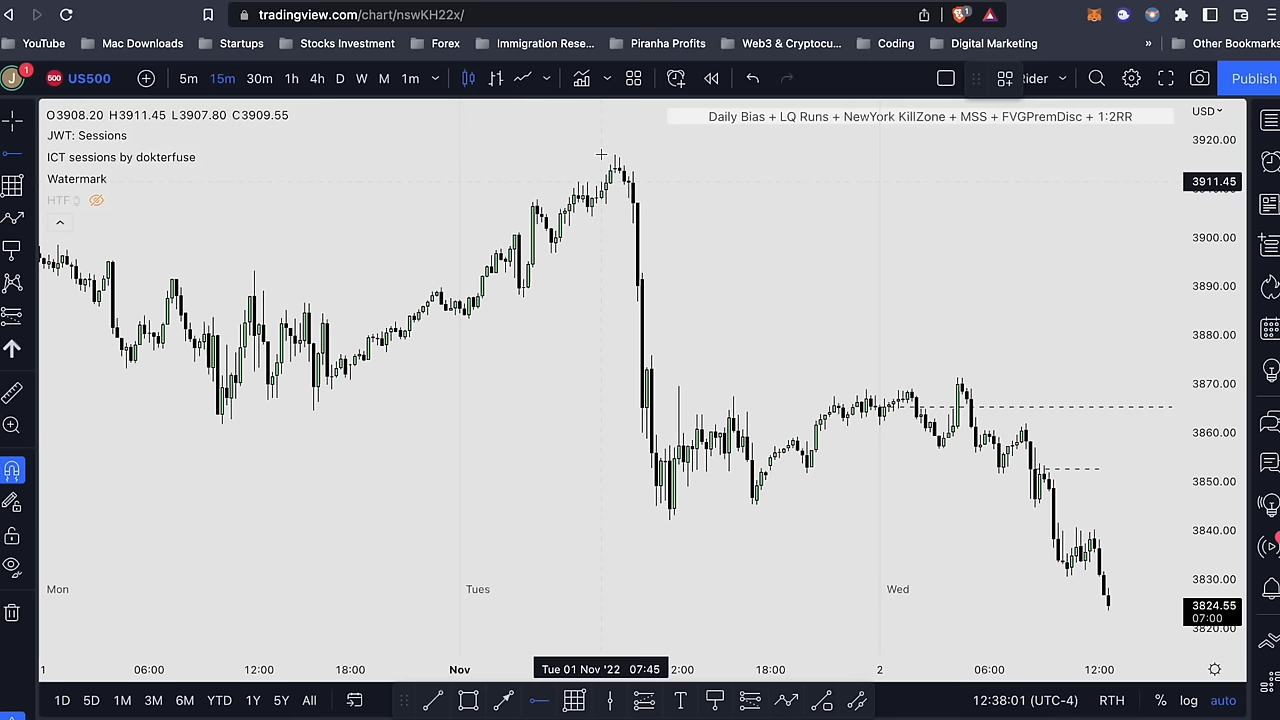 tradingview.com/chart/nswKH22x/
1
YouTube Mac Downloads Startups Stocks Investment Forex Immigration Rese... Piranha Profits Web3 & Cryptocu... Coding Digital Marketing » Other Bookmarks
J 1 500 US500 5m 15m 30m 1h 4h D W M 1m Rider Publish
O3908.20 H3911.45 L3907.80 C3909.55
Daily Bias + LQ Runs + NewYork KillZone + MSS + FVGPremDisc + 1:2RR
USD
JWT: Sessions
3920.00
ICT sessions by dokterfuse
Watermark
3911.45
HTF
3900.00
3890.00
3880.00
3870.00
3860.00
3850.00
3840.00
3830.00
Mon Tues Wed
3824.55
07:00
3820.00
1 06:00 12:00 18:00 Nov Tue 01 Nov '22 07:45 2:00 18:00 2 06:00 12:00
1D 5D 1M 3M 6M YTD 1Y 5Y All 12:38:01 (UTC-4) RTH % log auto